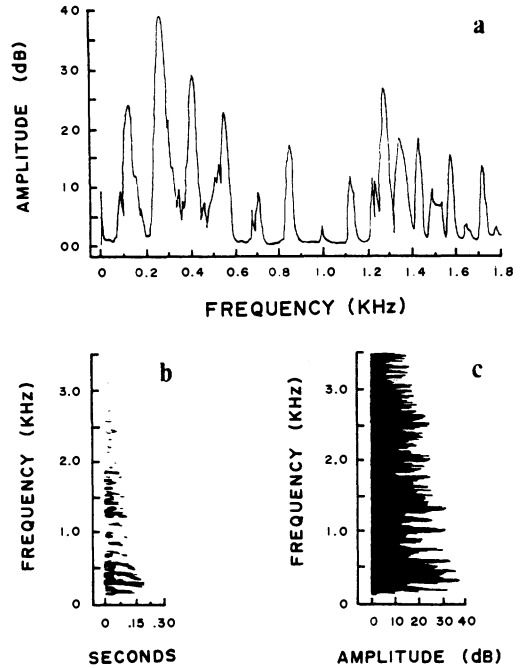 a
40
30
20
10
00
AMPLITUDE (dB)
0 0.2 0.4 0.6 0.8 1.0 1.2 1.4 1.6 1.8
FREQUENCY (KHz)
b
3.0
2.0
1.0
0
FREQUENCY (KHz)
0 .15 .30
SECONDS
c
3.0
2.0
1.0
0
FREQUENCY (KHz)
0 10 20 30 40
AMPLITUDE (dB)